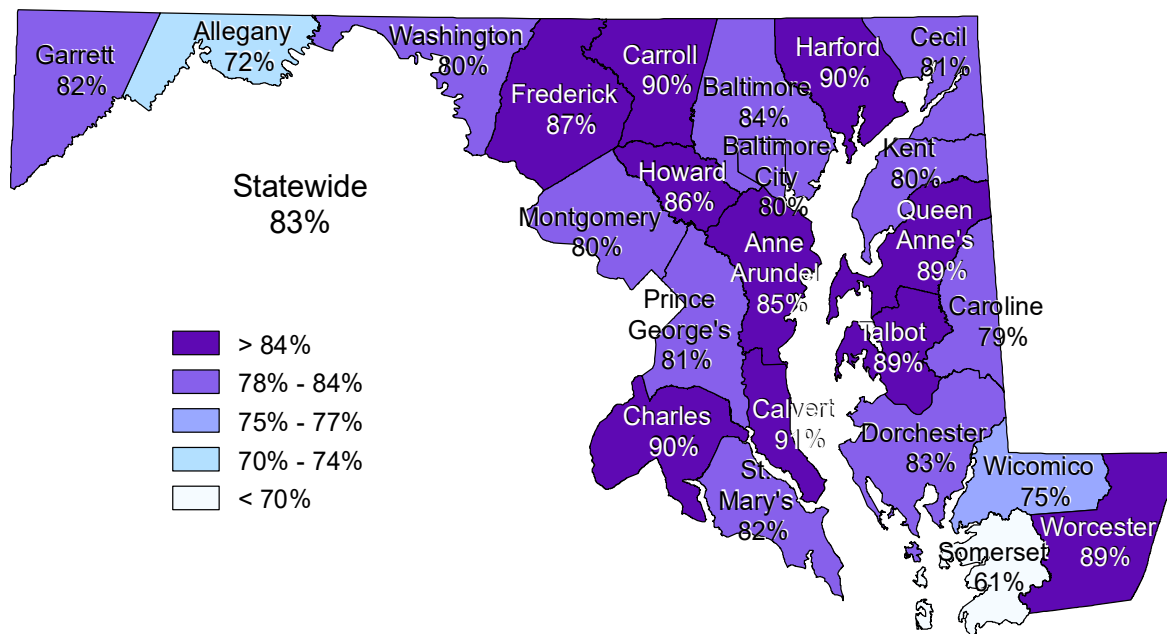 Garrett
82%
Allegany
72%
Washington
80%
Frederick
87%
Carroll
90%
Baltimore
84%
Harford
90%
Cecil
81%
Baltimore
City
80%
Howard
86%
Kent
80%
Montgomery
80%
Anne
Arundel
85%
Queen
Anne's
89%
Prince
George's
81%
Caroline
79%
Talbot
89%
Charles
90%
Calvert
91%
Dorchester
83%
St.
Mary's
82%
Wicomico
75%
Worcester
89%
Somerset
61%
Statewide
83%
> 84%
78% - 84%
75% - 77%
70% - 74%
< 70%